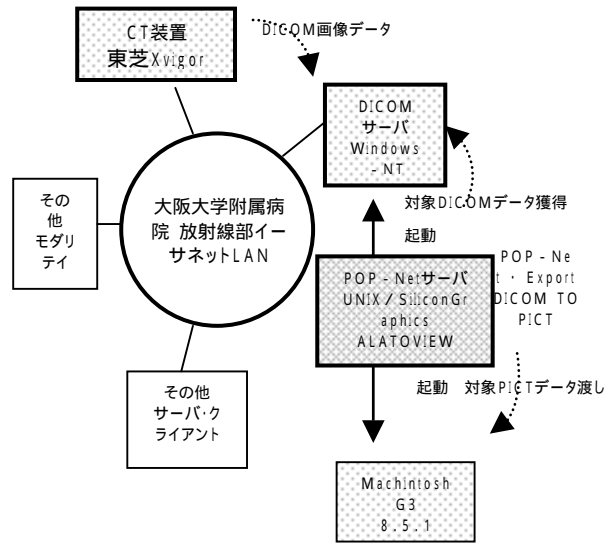 CT装置
東芝Xvigor
DICOM画像データ
DICOM
サーバ
Windows
-NT
その
他
モダリ
テイ
大阪大学附属病
院 放射線部イー
サネットLAN
対象DICOMデータ獲得
起動
POP-Netサーバ
UNIX/SiliconGr
aphics
ALATOVIEW
POP-Ne
t・Export
DICOM TO
PICT
その他
サーバ・ク
ライアント
起動 対象PICTデータ渡し
Machintosh
G3
8.5.1